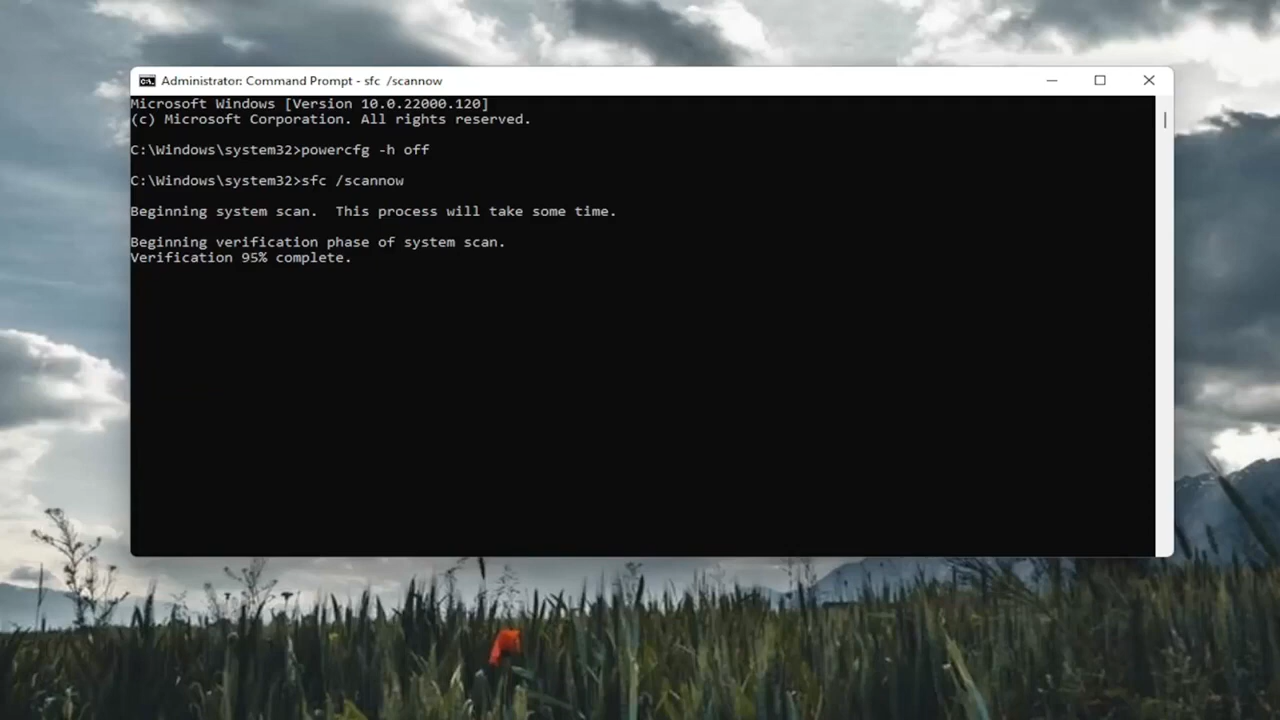 Administrator: Command Prompt - sfc  /scannow
Microsoft Windows [Version 10.0.22000.120]
(c) Microsoft Corporation. All rights reserved.
C:\Windows\system32>powercfg -h off
C:\Windows\system32>sfc /scannow
Beginning system scan.  This process will take some time.
Beginning verification phase of system scan.
Verification 95% complete.